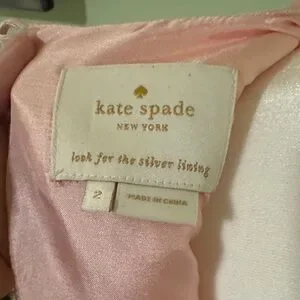 kate spade
NEW YORK
look for the silver lining
2
MADE IN CHINA